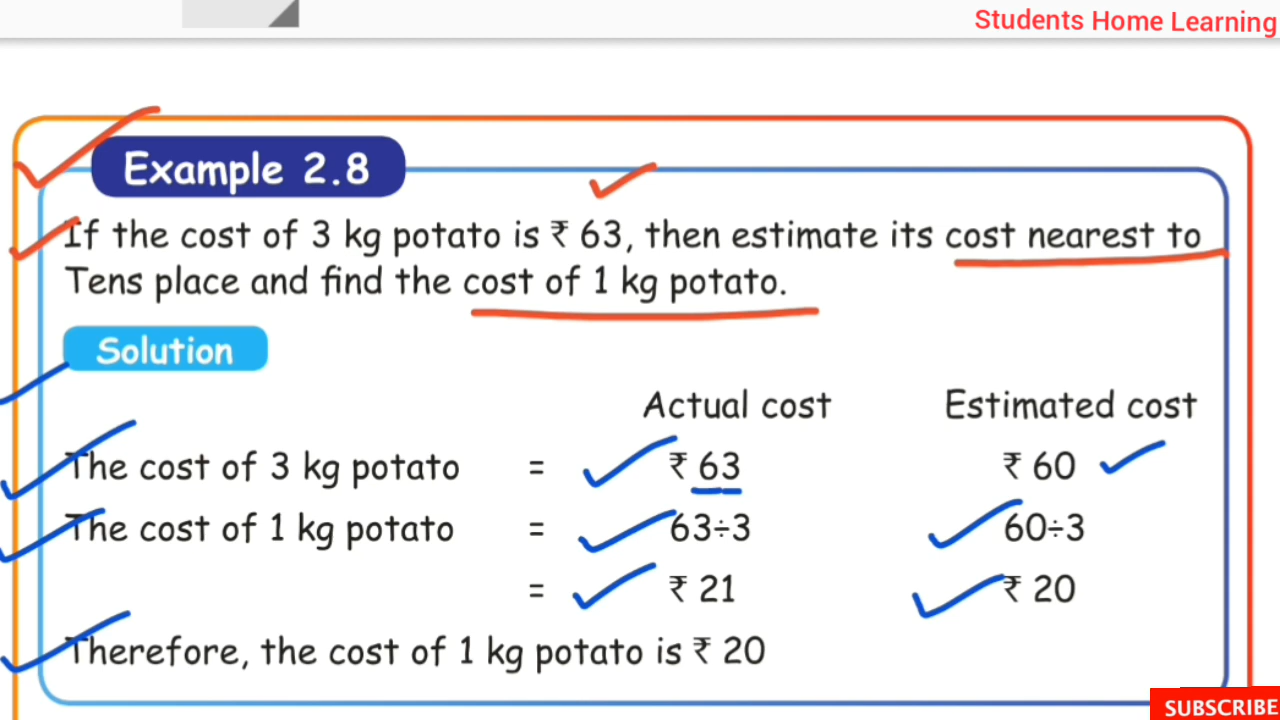 Students Home Learning
Example 2.8
If the cost of 3 kg potato is ₹ 63, then estimate its cost nearest to
Tens place and find the cost of 1 kg potato.
Solution
Actual cost Estimated cost
The cost of 3 kg potato = ₹ 63 ₹ 60
The cost of 1 kg potato = 63÷3 60÷3
= ₹ 21 ₹ 20
Therefore, the cost of 1 kg potato is ₹ 20
SUBSCRIBE